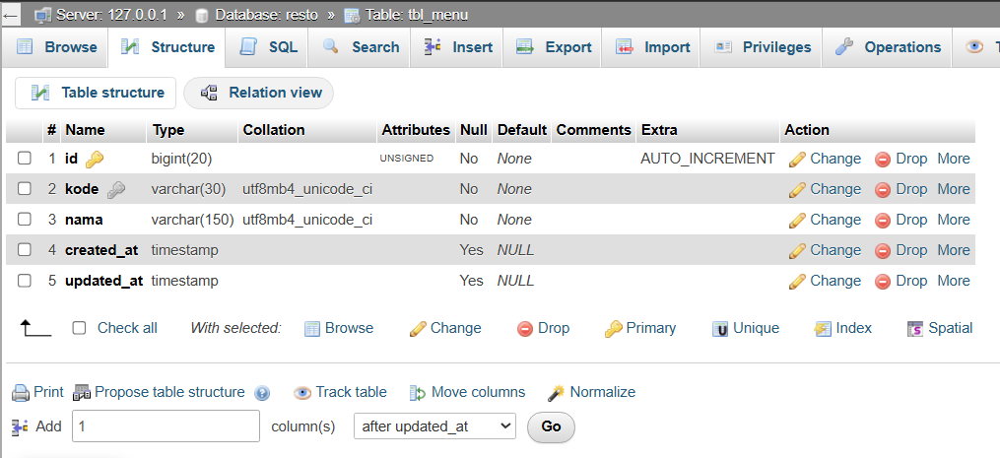 Server: 127.0.0.1 » Database: resto » Table: tbl_menu
Browse Structure SQL Search Insert Export Import Privileges Operations
Table structure Relation view
# Name Type Collation Attributes Null Default Comments Extra Action
1 id bigint(20) UNSIGNED No None AUTO_INCREMENT Change Drop More
2 kode varchar(30) utf8mb4_unicode_ci No None Change Drop More
3 nama varchar(150) utf8mb4_unicode_ci No None Change Drop More
4 created_at timestamp Yes NULL Change Drop More
5 updated_at timestamp Yes NULL Change Drop More
Check all With selected: Browse Change Drop Primary Unique Index Spatial
Print Propose table structure Track table Move columns Normalize
Add 1 column(s) after updated_at Go